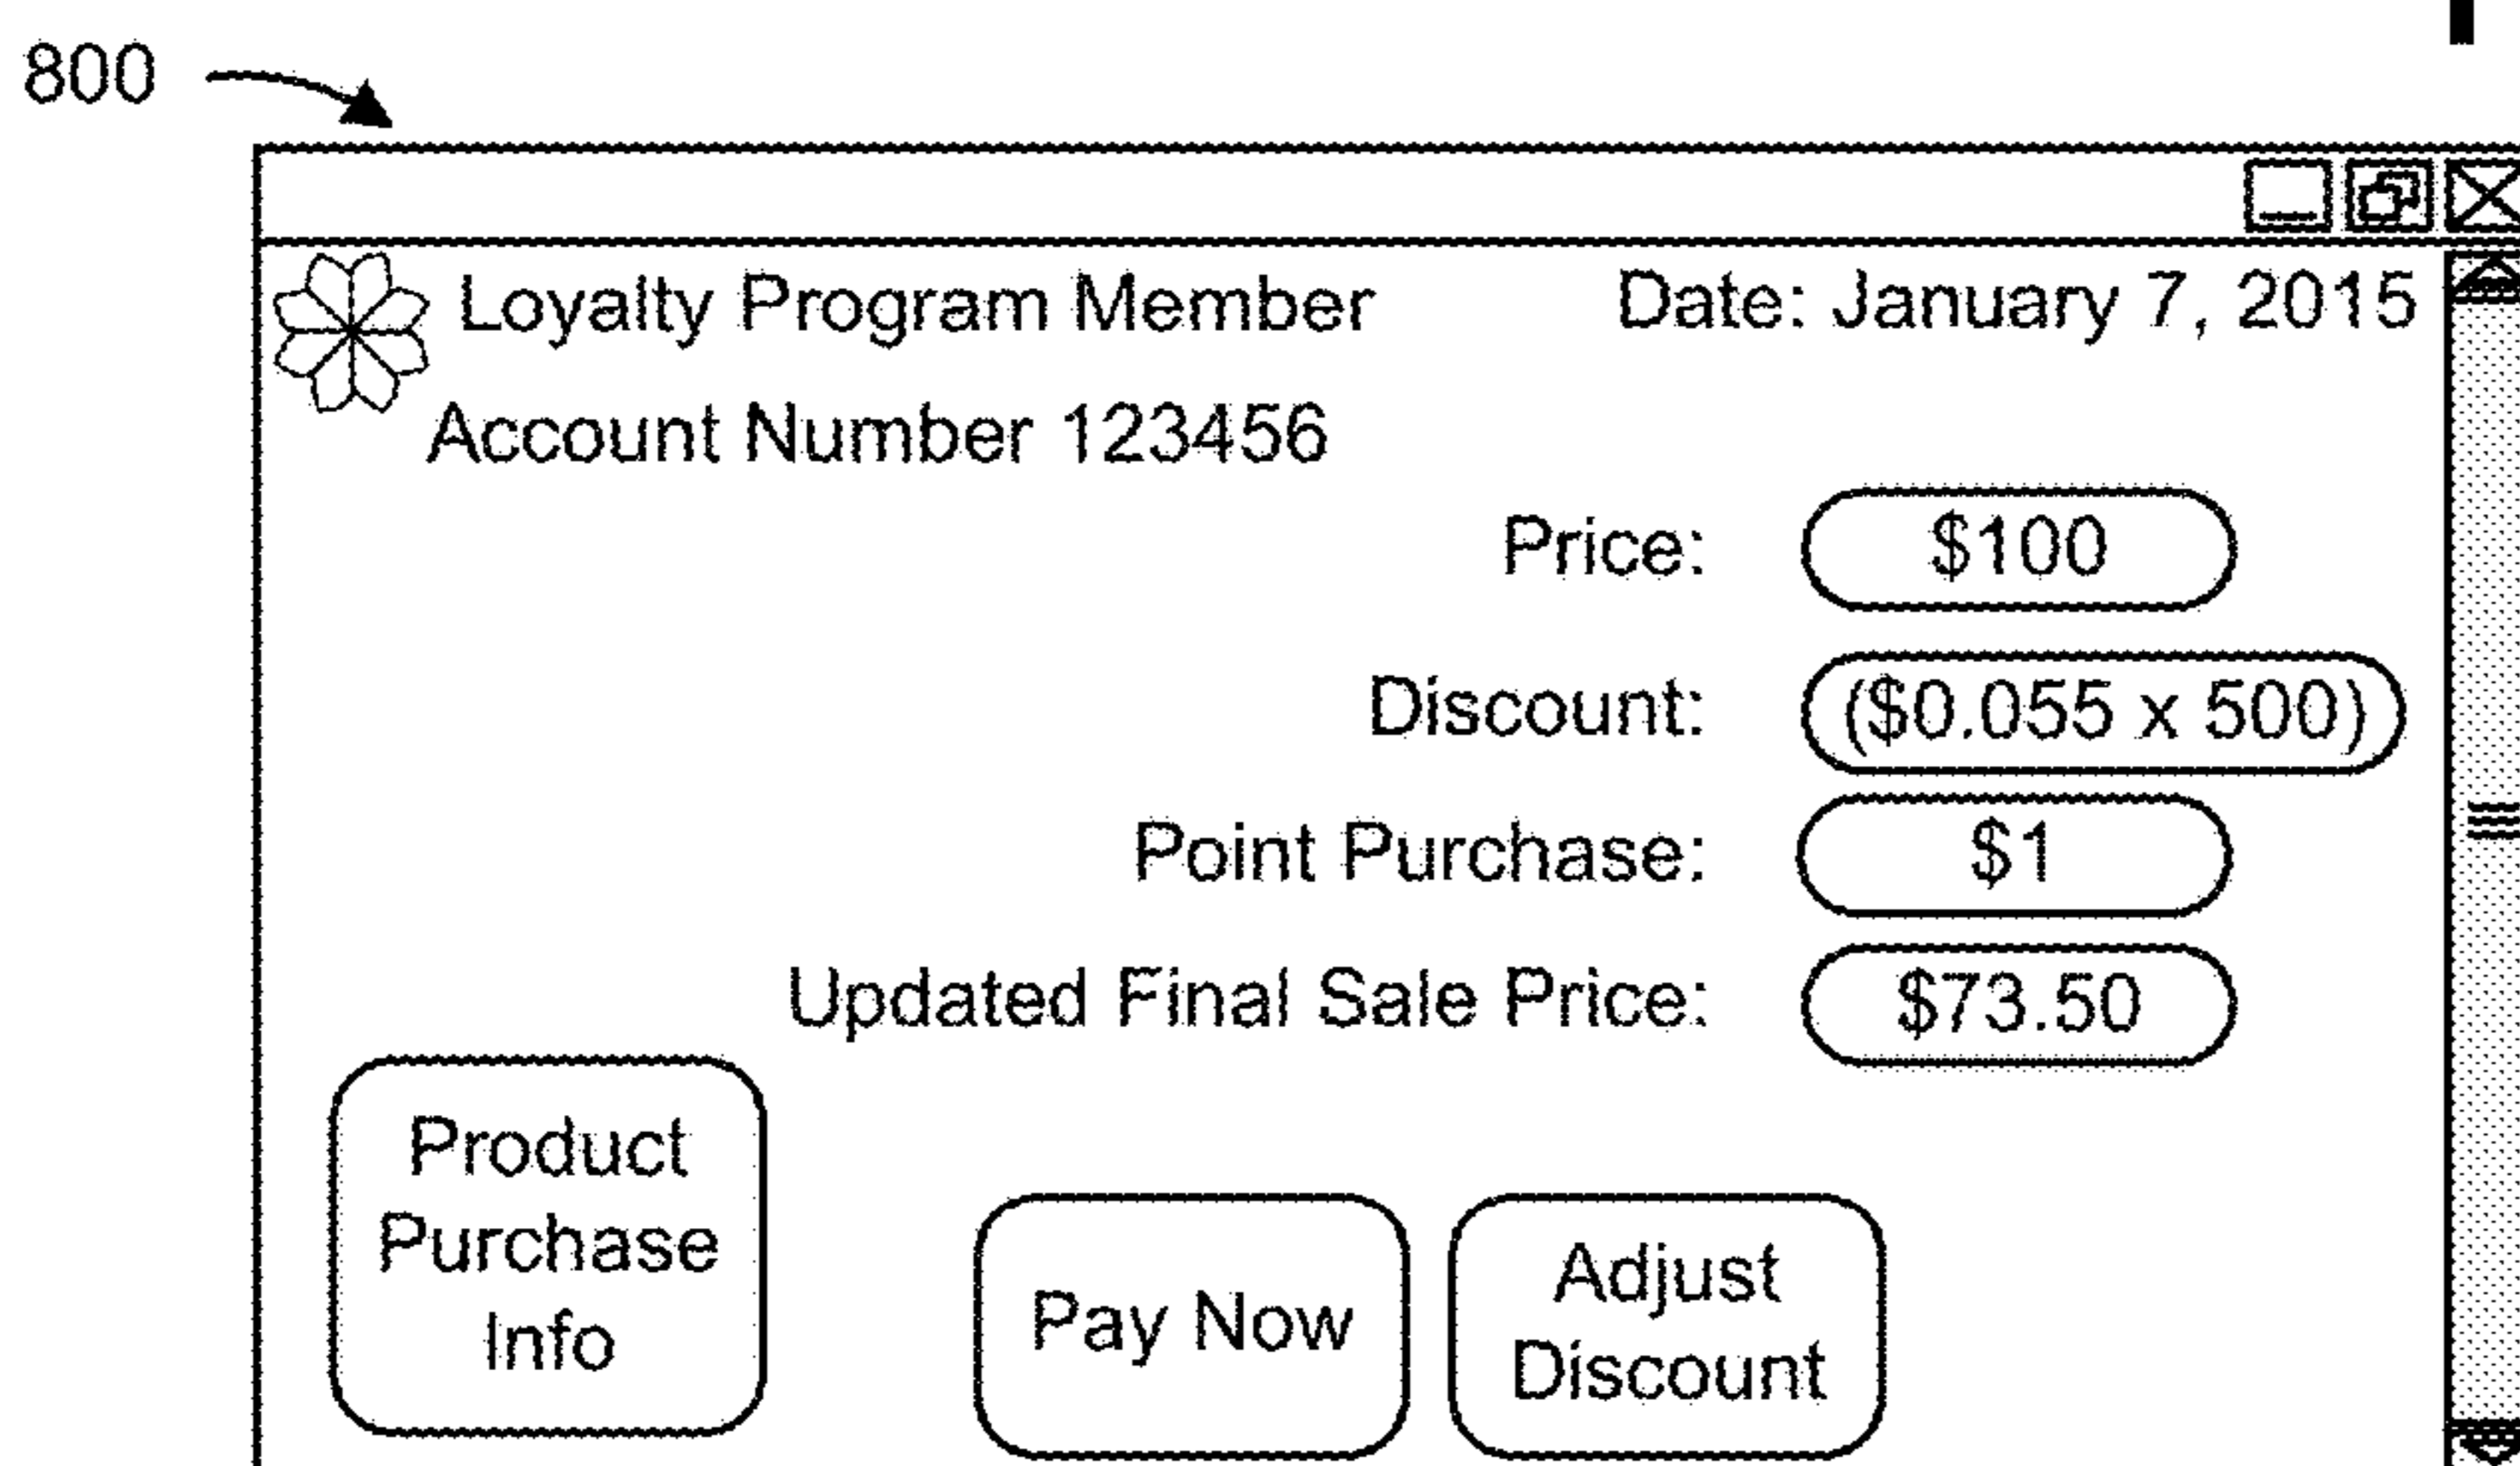 800
Loyalty Program Member Date: January 7, 2015
Account Number 123456
Price: $100
Discount: ($0.055 x 500)
Point Purchase: $1
Updated Final Sale Price: $73.50
Product
Purchase
Info
Pay Now
Adjust
Discount